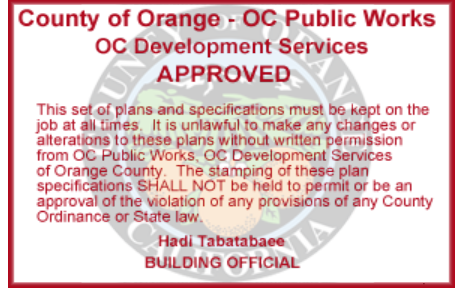 County of Orange - OC Public Works
OC Development Services
APPROVED
This set of plans and specifications must be kept on the
job at all times. It is unlawful to make any changes or
alterations to these plans without written permission
from OC Public Works, OC Development Services
of Orange County. The stamping of these plan
specifications SHALL NOT be held to permit or be an
approval of the violation of any provisions of any County
Ordinance or State law.
Hadi Tabatabaee
BUILDING OFFICIAL
COUNTY OF ORANGE
CALIFORNIA